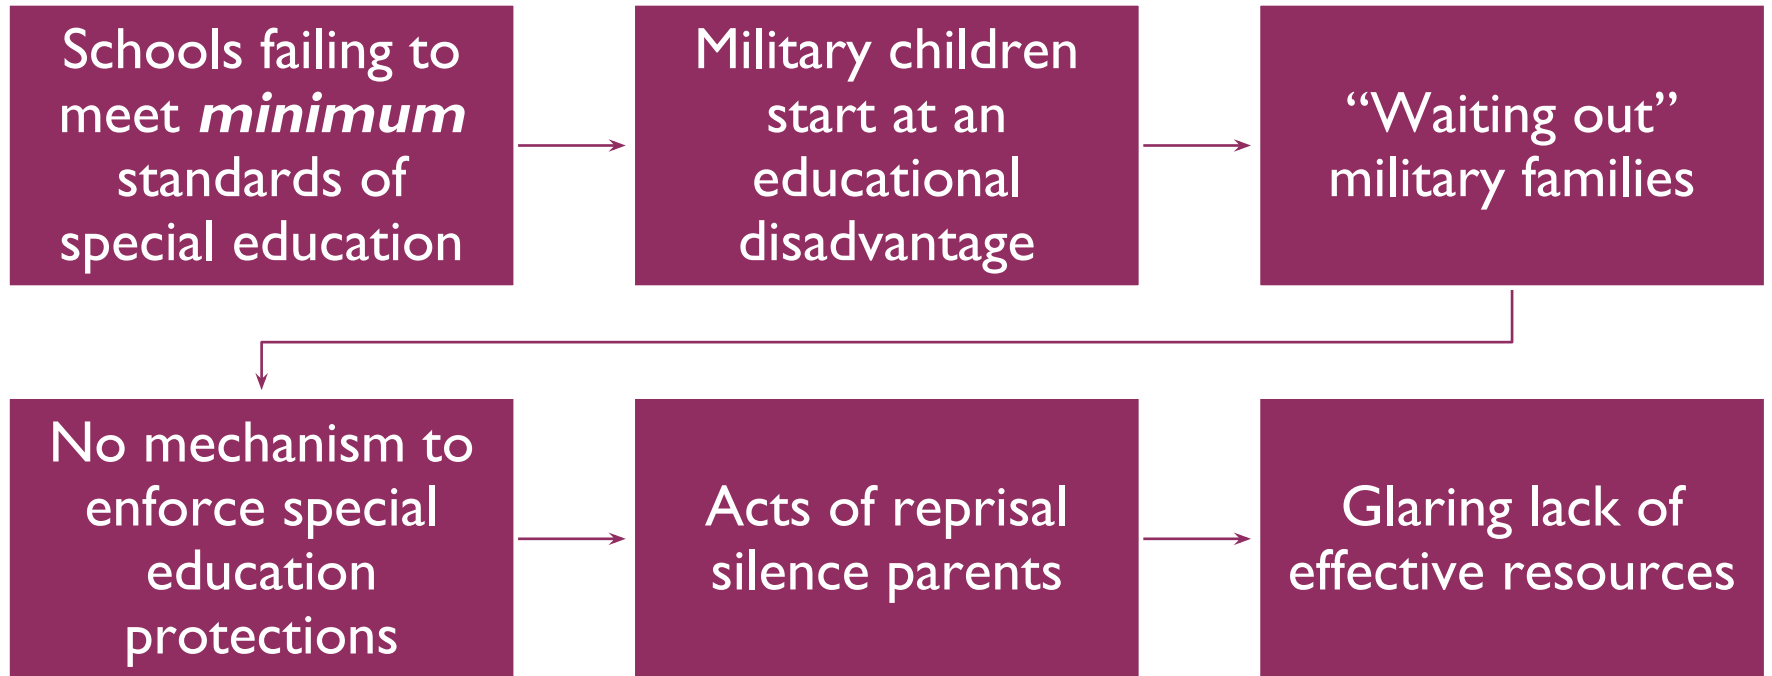 Schools failing to
meet minimum
standards of
special education
Military children
start at an
educational
disadvantage
“Waiting out”
military families
No mechanism to
enforce special
education
protections
Acts of reprisal
silence parents
Glaring lack of
effective resources